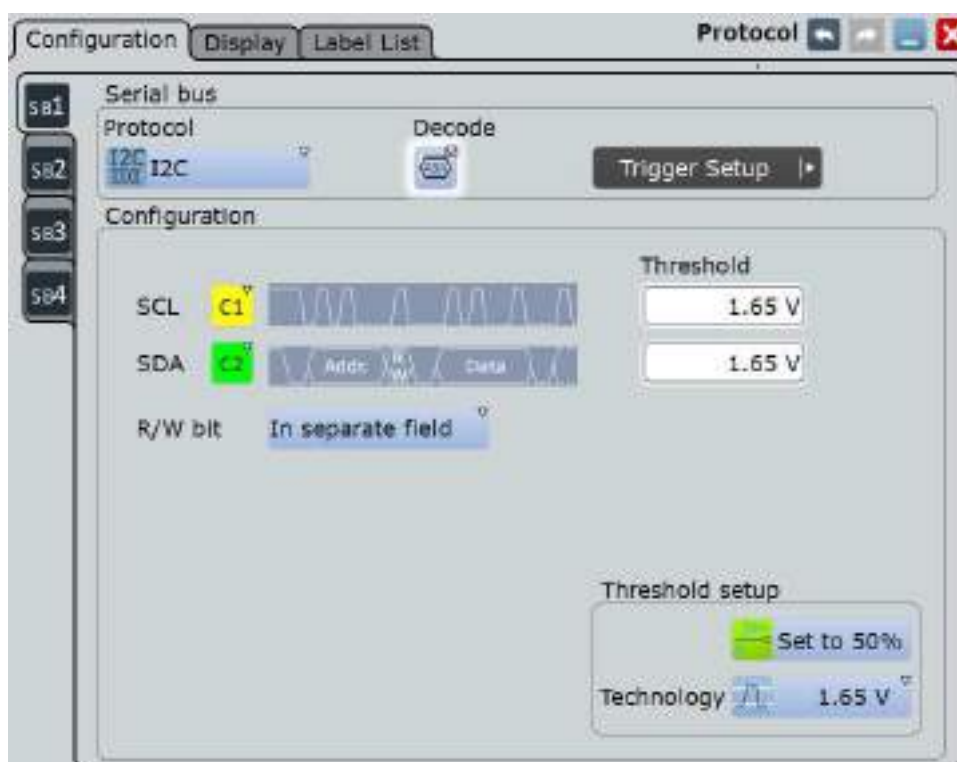 Configuration Display Label List Protocol
SB1
SB2
SB3
SB4
Serial bus
Protocol Decode
I2C I2C Trigger Setup
Configuration
Threshold
SCL C1 1.65 V
SDA C2 Addr R W Data 1.65 V
R/W bit In separate field
Threshold setup
Set to 50%
Technology 1.65 V